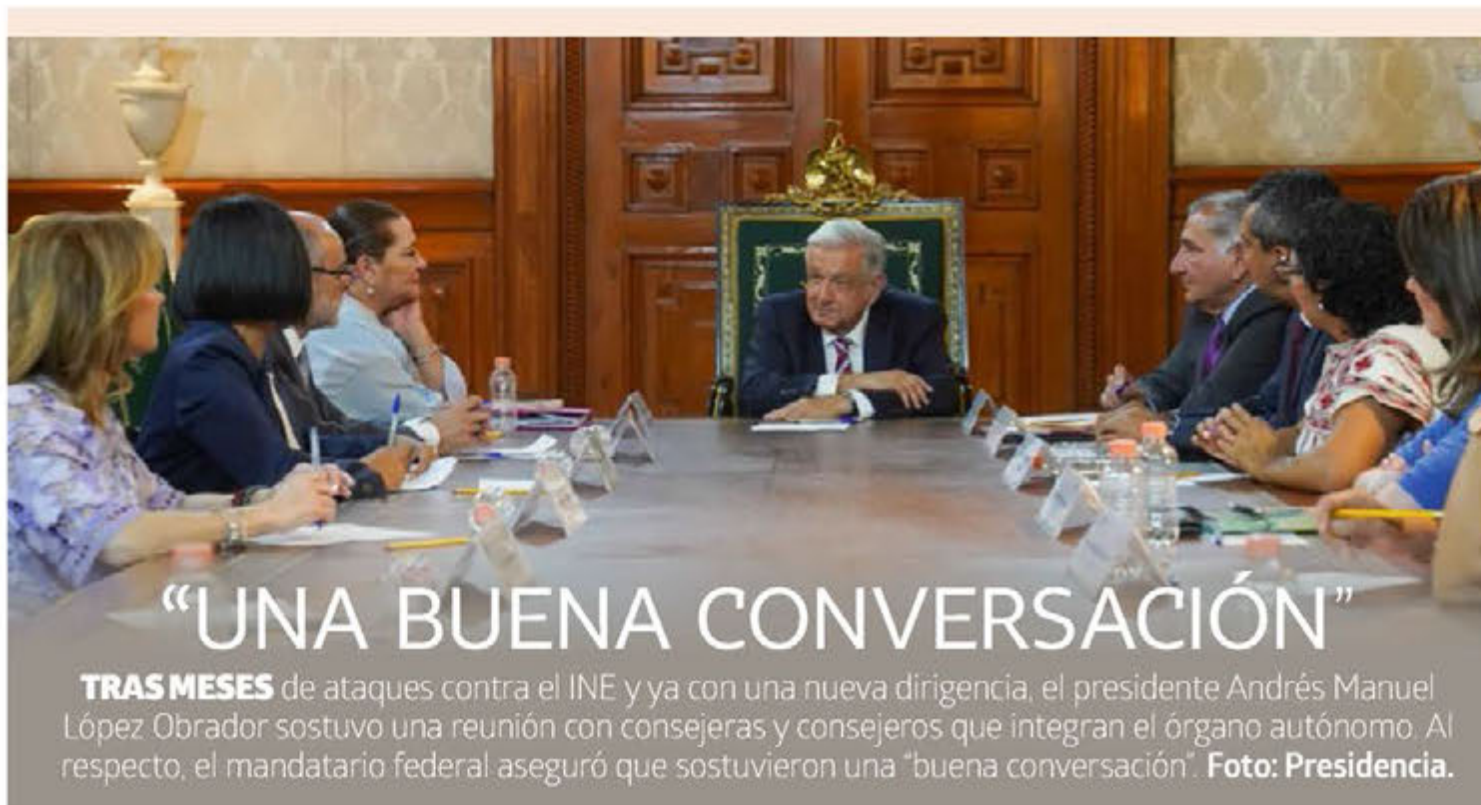 “UNA BUENA CONVERSACIÓN”
TRAS MESES de ataques contra el INE y ya con una nueva dirigencia, el presidente Andrés Manuel
López Obrador sostuvo una reunión con consejeras y consejeros que integran el órgano autónomo. Al
respecto, el mandatario federal aseguró que sostuvieron una “buena conversación”. Foto: Presidencia.